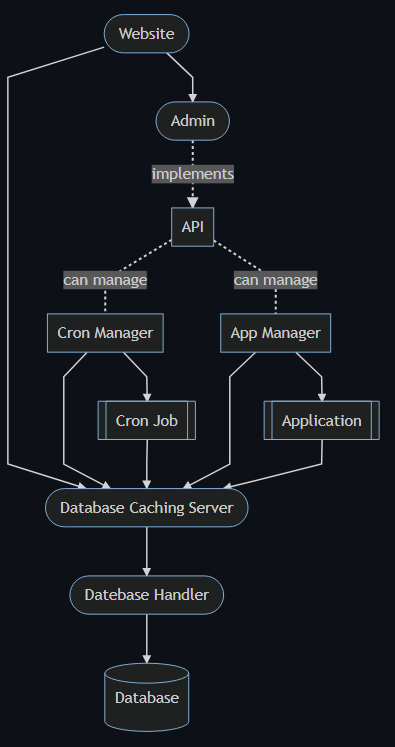 Website
Admin
implements
API
can manage
can manage
Cron Manager
App Manager
Cron Job
Application
Database Caching Server
Datebase Handler
Database